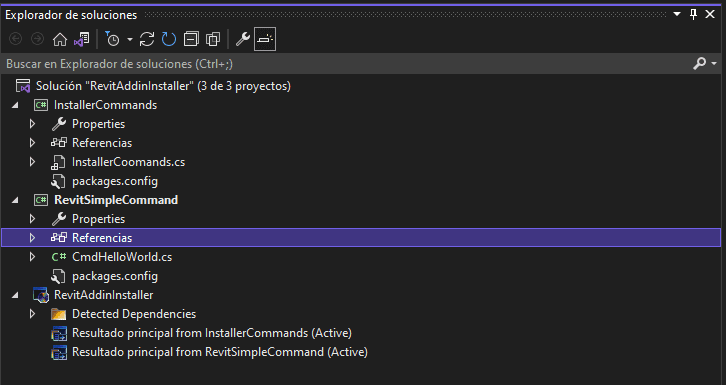 Explorador de soluciones
Buscar en Explorador de soluciones (Ctrl+;)
Solución "RevitAddinInstaller" (3 de 3 proyectos)
C# InstallerCommands
Properties
Referencias
InstallerCoomands.cs
packages.config
C# RevitSimpleCommand
Properties
Referencias
C# CmdHelloWorld.cs
packages.config
RevitAddinInstaller
Detected Dependencies
Resultado principal from InstallerCommands (Active)
Resultado principal from RevitSimpleCommand (Active)